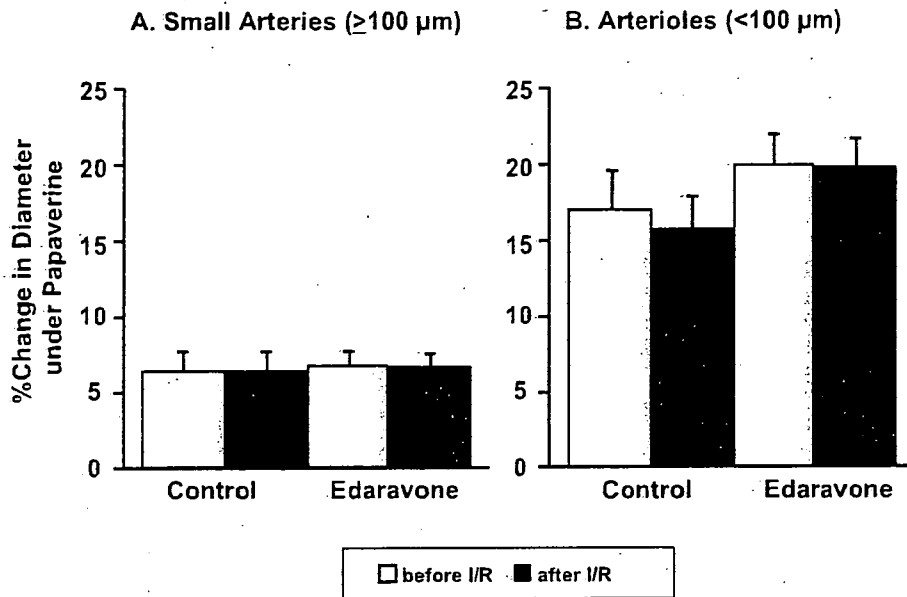 A. Small Arteries (≥100 µm)
B. Arterioles (<100 µm)
%Change in Diameter
under Papaverine
25
20
15
10
5
0
Control
Edaravone
25
20
15
10
5
0
Control
Edaravone
before I/R
after I/R